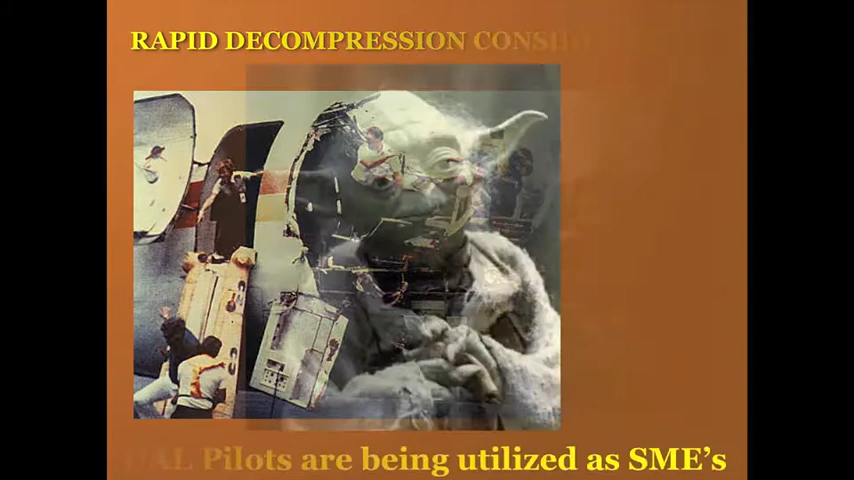 RAPID DECOMPRESSION
Pilots are being utilized as SME's